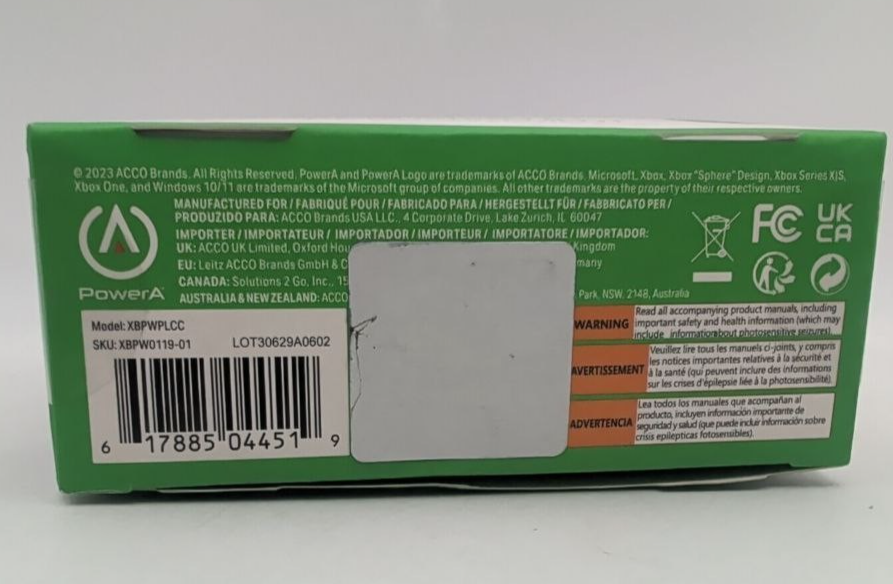 © 2023 ACCO Brands. All Rights Reserved. PowerA and PowerA Logo are trademarks of ACCO Brands. Microsoft, Xbox, Xbox "Sphere" Design, Xbox Series X|S,
Xbox One, and Windows 10/11 are trademarks of the Microsoft group of companies. All other trademarks are the property of their respective owners.
MANUFACTURED FOR / FABRIQUÉ POUR / FABRICADO PARA / HERGESTELLT FÜR / FABBRICATO PER /
PRODUZIDO PARA: ACCO Brands USA LLC., 4 Corporate Drive, Lake Zurich, IL 60047
IMPORTER / IMPORTATEUR / IMPORTADOR / IMPORTEUR / IMPORTATORE / IMPORTADOR:
UK: ACCO UK Limited, Oxford Hou Kingdom
EU: Leitz ACCO Brands GmbH & C many
CANADA: Solutions 2 Go, Inc., 15
AUSTRALIA & NEW ZEALAND: ACCO Park, NSW, 2148, Australia
PowerA
FC
UK
CA
Model: XBPWPLCC
SKU: XBPW0119-01 LOT30629A0602
6 17885 04451 9
WARNING
Read all accompanying product manuals, including
important safety and health information (which may
include informationbout photosensitive seizures).
AVERTISSEMENT
Veuillez lire tous les manuels ci-joints, y compris
les notices importantes relatives à la sécurité et
à la santé (qui peuvent inclure des informations
sur les crises d'épilepsie liée à la photosensibilité).
ADVERTENCIA
Lea todos los manuales que acompañan al
producto, incluyen información importante de
seguridad y salud (que puede incluir información sobre
crisis epilepticas fotosensibles).